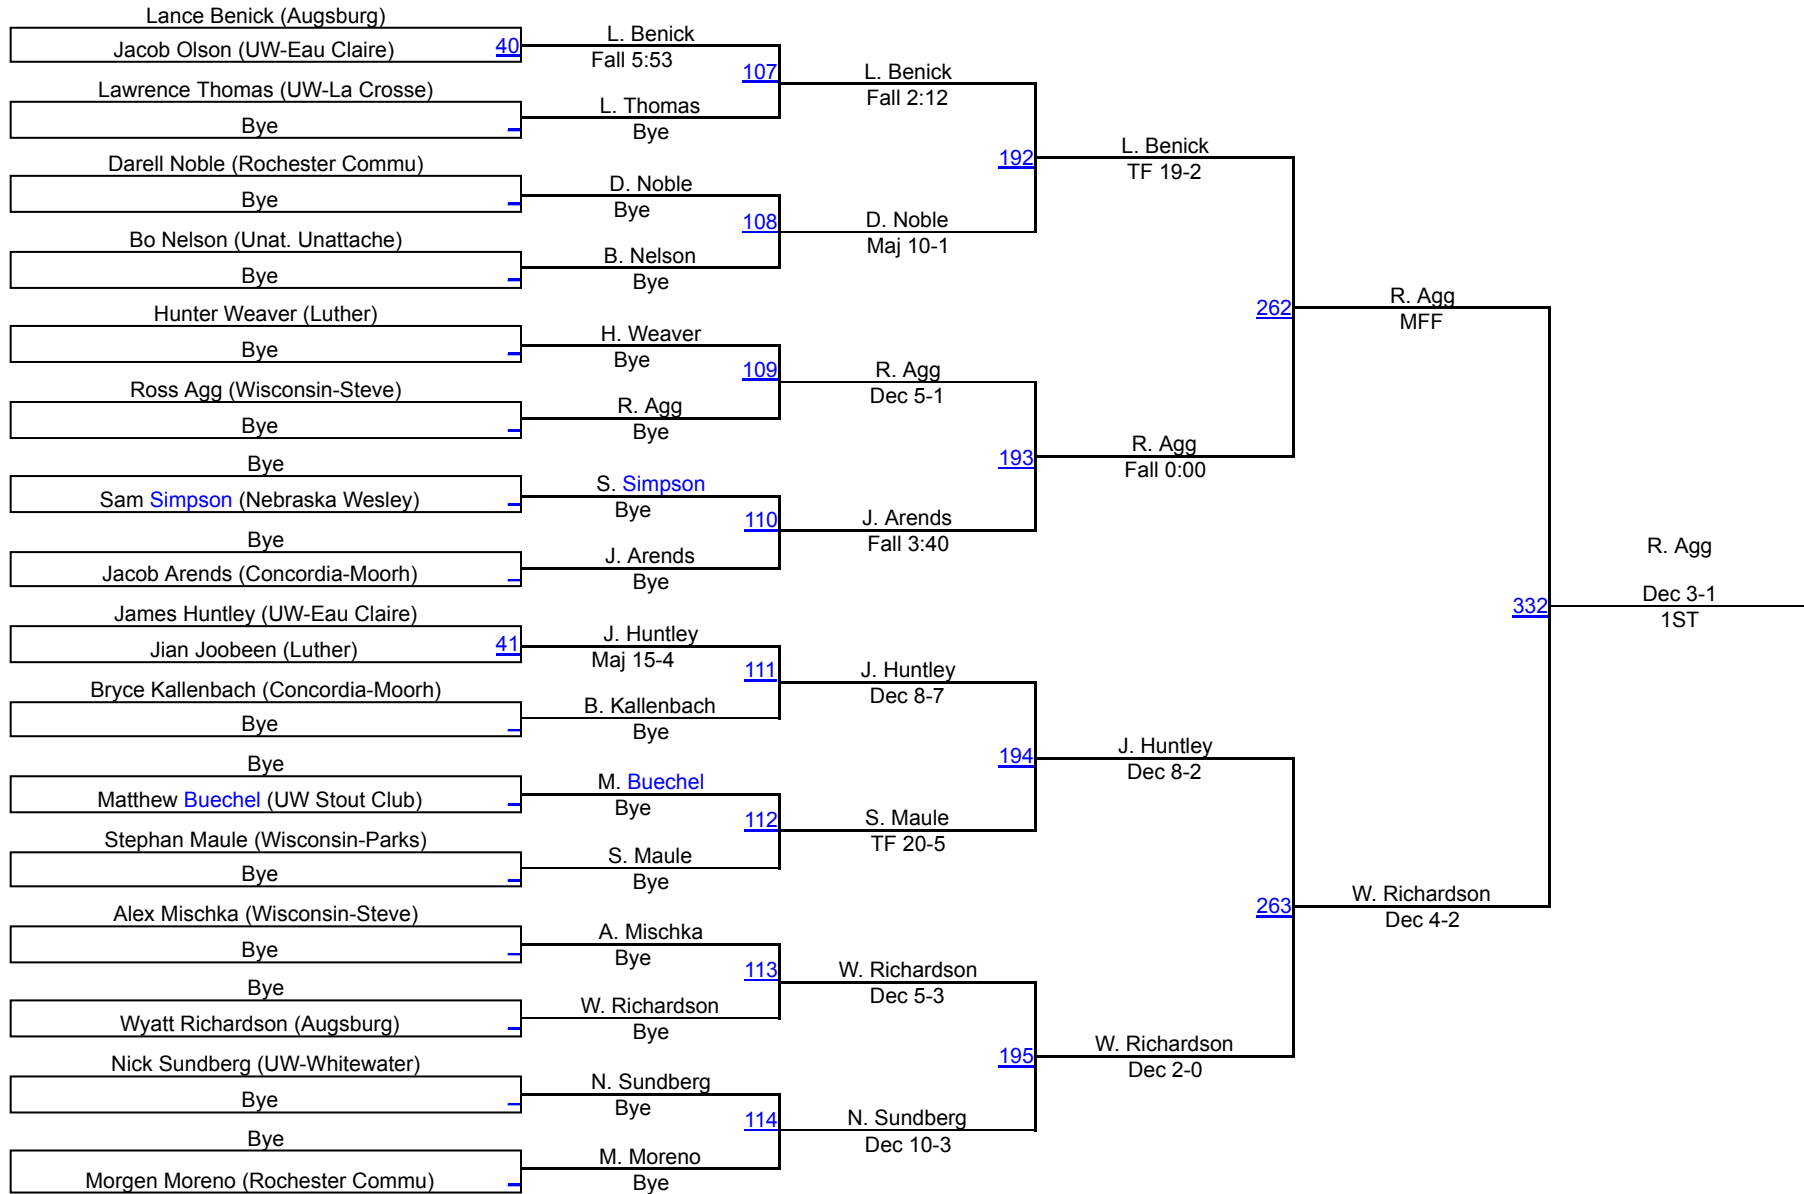 Lance Benick (Augsburg)
Jacob Olson (UW-Eau Claire) 40
Lawrence Thomas (UW-La Crosse)
Bye
Darell Noble (Rochester Commu)
Bye
Bo Nelson (Unat. Unattache)
Bye
Hunter Weaver (Luther)
Bye
Ross Agg (Wisconsin-Steve)
Bye
Bye
Sam Simpson (Nebraska Wesley)
Bye
Jacob Arends (Concordia-Moorh)
James Huntley (UW-Eau Claire)
Jian Joobeen (Luther) 41
Bryce Kallenbach (Concordia-Moorh)
Bye
Bye
Matthew Buechel (UW Stout Club)
Stephan Maule (Wisconsin-Parks)
Bye
Alex Mischka (Wisconsin-Steve)
Bye
Bye
Wyatt Richardson (Augsburg)
Nick Sundberg (UW-Whitewater)
Bye
Bye
Morgen Moreno (Rochester Commu)
L. Benick
Fall 5:53
107
L. Thomas
Bye
D. Noble
Bye
108
B. Nelson
Bye
H. Weaver
Bye
109
R. Agg
Bye
S. Simpson
Bye
110
J. Arends
Bye
J. Huntley
Maj 15-4
111
B. Kallenbach
Bye
M. Buechel
Bye
112
S. Maule
Bye
A. Mischka
Bye
113
W. Richardson
Bye
N. Sundberg
Bye
114
M. Moreno
Bye
L. Benick
Fall 2:12
192
D. Noble
Maj 10-1
R. Agg
Dec 5-1
193
J. Arends
Fall 3:40
J. Huntley
Dec 8-7
194
S. Maule
TF 20-5
W. Richardson
Dec 5-3
195
N. Sundberg
Dec 10-3
L. Benick
TF 19-2
262
R. Agg
Fall 0:00
J. Huntley
Dec 8-2
263
W. Richardson
Dec 2-0
R. Agg
MFF
332
W. Richardson
Dec 4-2
R. Agg
Dec 3-1
1ST